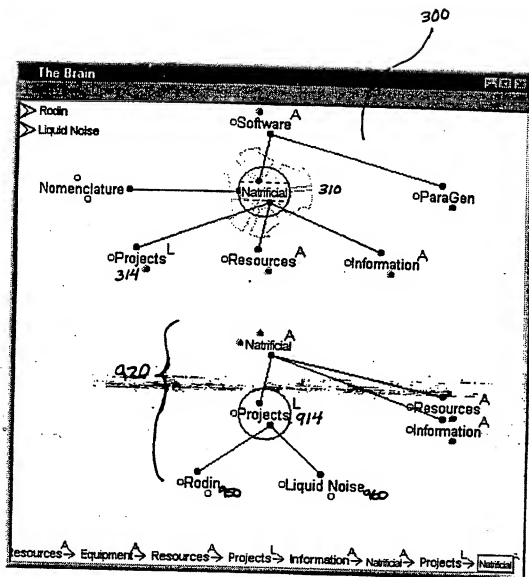 300
The Brain
Rodin
Liquid Noise
Software A
Nomenclature
Natrificial
310
ParaGen
Projects L
314
Resources A
Information A
920
Natrificial A
Projects L 914
Resources A
Information A
Rodin 950
Liquid Noise 960
esources A Equipment A Resources A Projects L Information A Natrificial A Projects L Natrificial